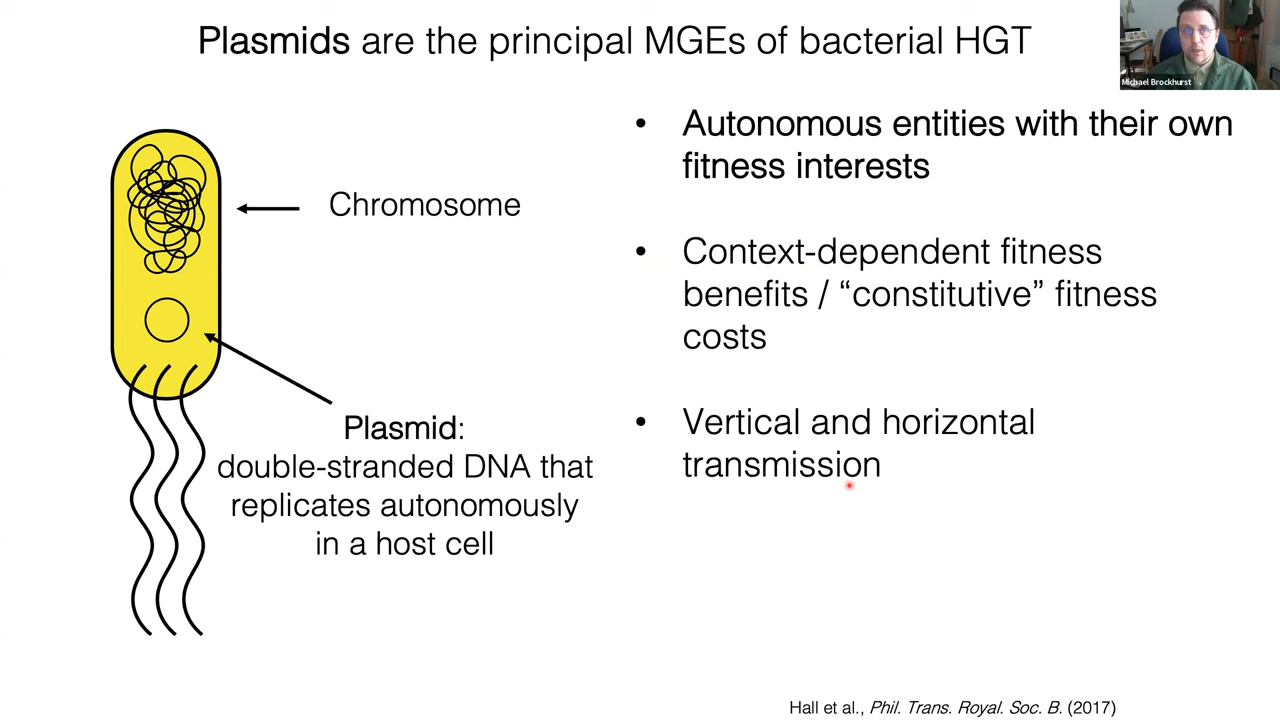 Plasmids are the principal MGEs of bacterial HGT
Michael Brockhurst
• Autonomous entities with their own
fitness interests
• Context-dependent fitness
benefits / “constitutive” fitness
costs
• Vertical and horizontal
transmission
Chromosome
Plasmid:
double-stranded DNA that
replicates autonomously
in a host cell
Hall et al., Phil. Trans. Royal. Soc. B. (2017)